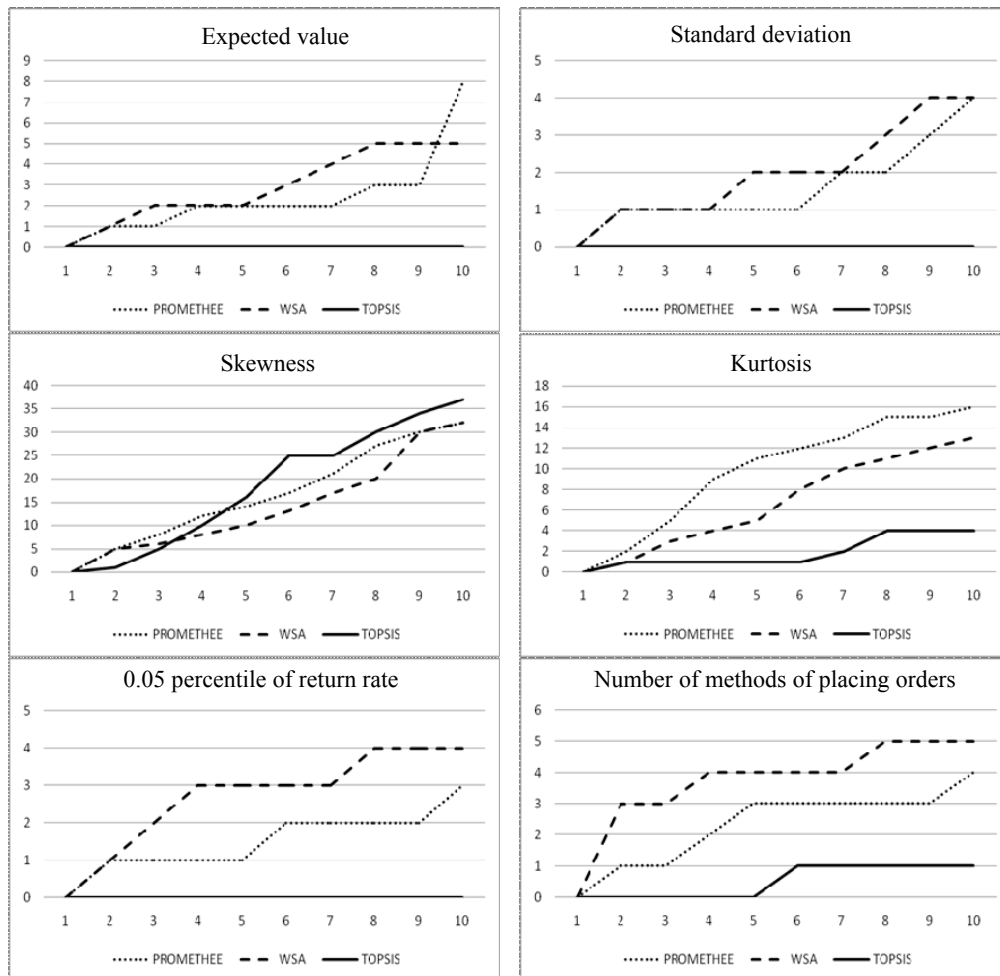 Expected value
9
8
7
6
5
4
3
2
1
0
1 2 3 4 5 6 7 8 9 10
PROMETHEE WSA TOPSIS
Standard deviation
5
4
3
2
1
0
1 2 3 4 5 6 7 8 9 10
PROMETHEE WSA TOPSIS
Skewness
40
35
30
25
20
15
10
5
0
1 2 3 4 5 6 7 8 9 10
PROMETHEE WSA TOPSIS
Kurtosis
18
16
14
12
10
8
6
4
2
0
1 2 3 4 5 6 7 8 9 10
PROMETHEE WSA TOPSIS
0.05 percentile of return rate
5
4
3
2
1
0
1 2 3 4 5 6 7 8 9 10
PROMETHEE WSA TOPSIS
Number of methods of placing orders
6
5
4
3
2
1
0
1 2 3 4 5 6 7 8 9 10
PROMETHEE WSA TOPSIS